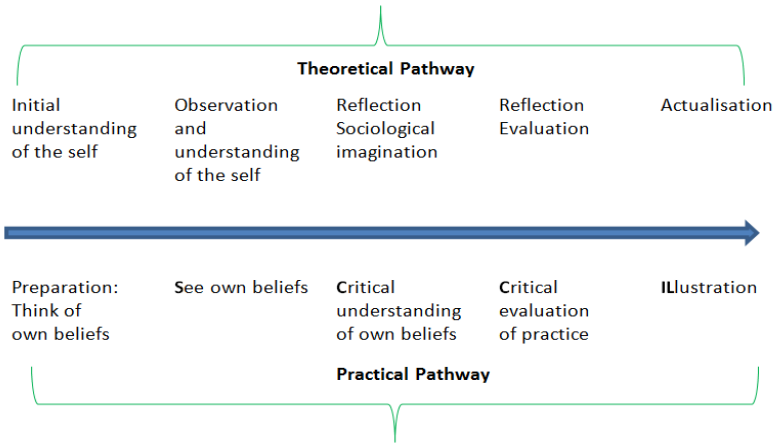 Theoretical Pathway
Initial
understanding
of the self
Observation
and
understanding
of the self
Reflection
Sociological
imagination
Reflection
Evaluation
Actualisation
Preparation:
Think of
own beliefs
See own beliefs
Critical
understanding
of own beliefs
Critical
evaluation
of practice
ILlustration
Practical Pathway